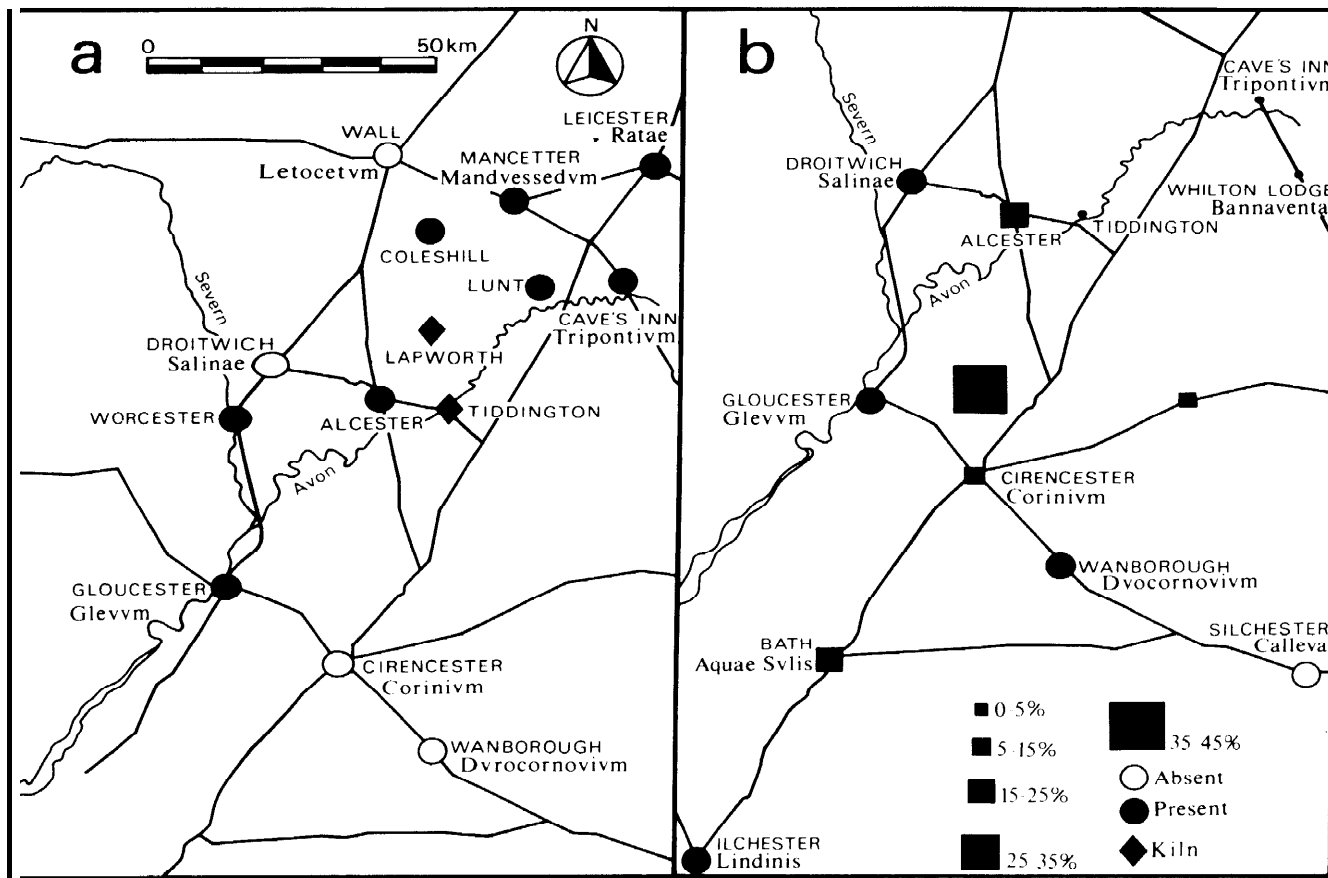 a
0 50km
N
LEICESTER
Ratae
WALL
Letocetvm
MANCETTER
Mandvessedvm
COLESHILL
LUNT
CAVE'S INN
Tripontivm
Severn
LAPWORTH
DROITWICH
Salinae
WORCESTER
ALCESTER
TIDDINGTON
Avon
GLOUCESTER
Glevvm
CIRENCESTER
Corinivm
WANBOROUGH
Dvrocornovivm
b
CAVE'S INN
Tripontivm
Severn
DROITWICH
Salinae
WHILTON LODGE
Bannaventa
TIDDINGTON
ALCESTER
Avon
GLOUCESTER
Glevvm
CIRENCESTER
Corinivm
WANBOROUGH
Dvocornovivm
SILCHESTER
Calleva
BATH
Aquae Svlis
ILCHESTER
Lindinis
0-5%
5-15%
15-25%
25-35%
35-45%
Absent
Present
Kiln